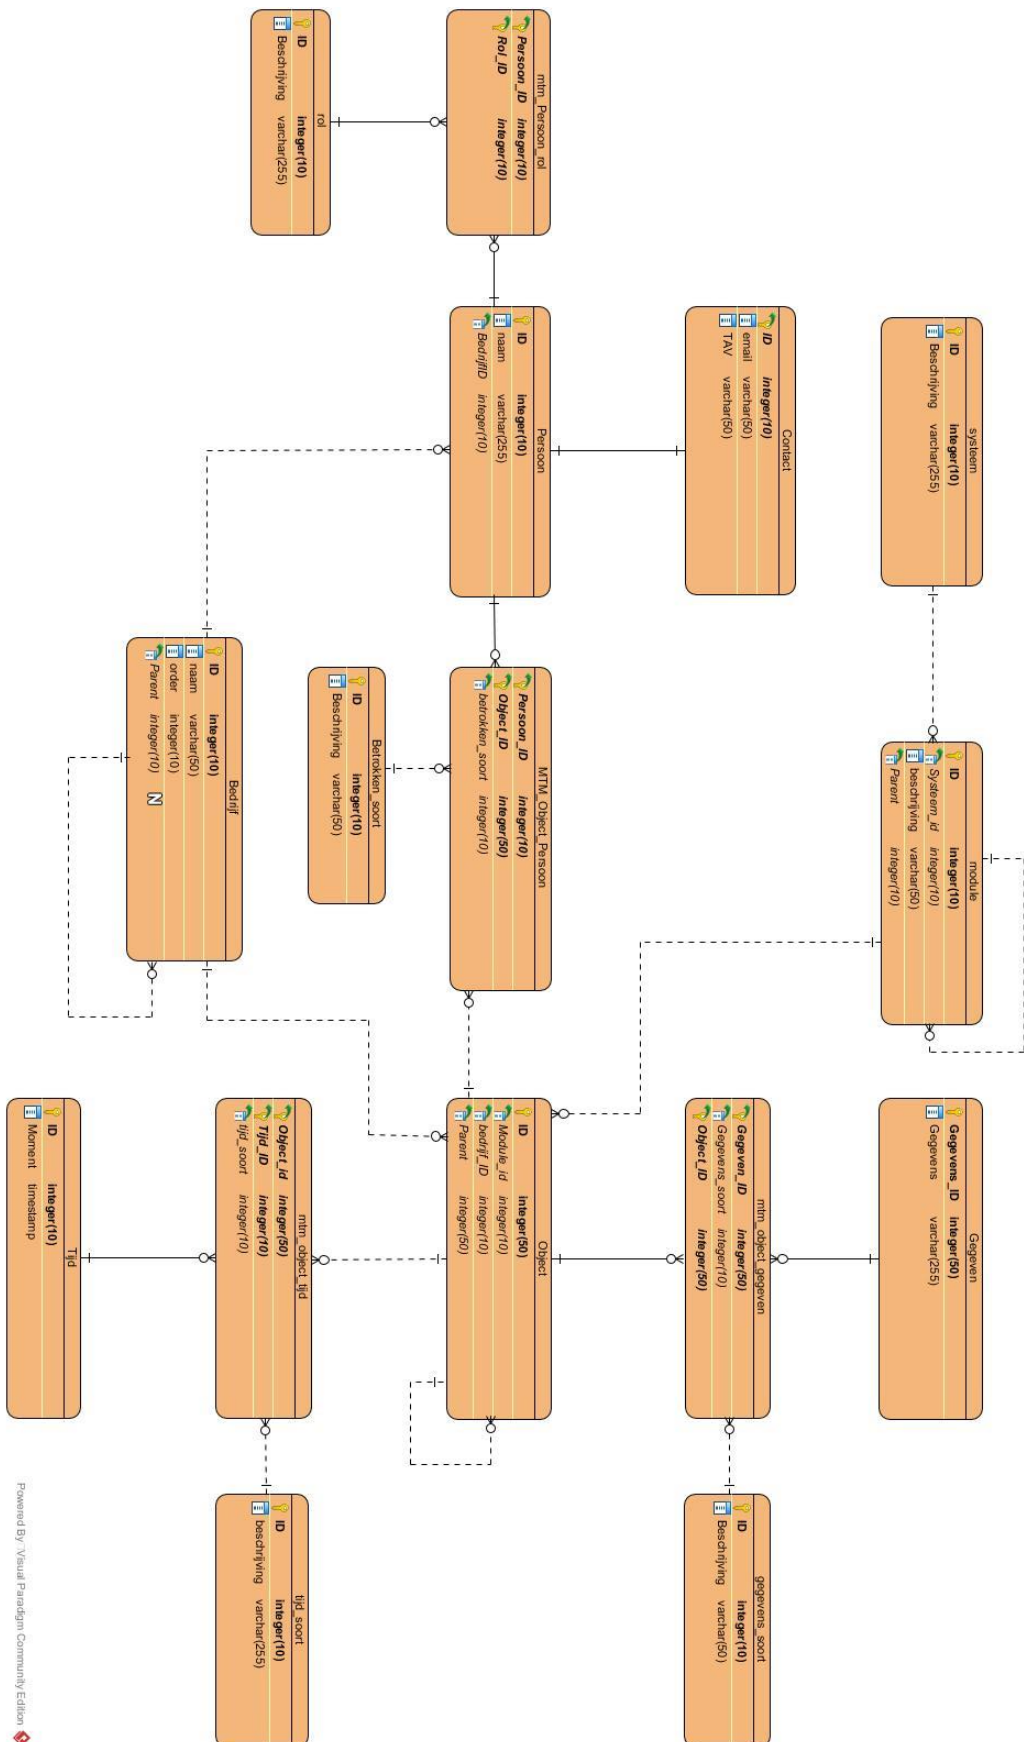 mtm_Persoon_rol
Persoon_ID integer(10)
Rol_ID integer(10)
rol
ID integer(10)
Beschrijving varchar(255)
systeem
ID integer(10)
Beschrijving varchar(255)
Contact
ID integer(10)
email varchar(50)
TAV varchar(50)
Persoon
ID integer(10)
naam varchar(255)
BedrijfID integer(10)
module
ID integer(10)
Systeem_id integer(10)
beschrijving varchar(50)
Parent integer(10)
MTM_Object_Persoon
Persoon_ID integer(10)
Object_ID integer(50)
betrokken_soort integer(10)
Betrokken_soort
ID integer(10)
Beschrijving varchar(50)
Bedrijf
ID integer(10)
naam varchar(50)
order integer(10)
Parent integer(10) N
Gegeven
Gegevens_ID integer(50)
Gegevens varchar(255)
mtm_object_gegeven
Gegeven_ID integer(50)
Gegevens_soort integer(10)
Object_ID integer(50)
Object
ID integer(50)
Module_id integer(10)
bedrijf_ID integer(10)
Parent integer(50)
mtm_object_tijd
Object_id integer(50)
Tijd_ID integer(10)
tijd_soort integer(10)
Tijd
ID integer(10)
Moment timestamp
gegevens_soort
ID integer(10)
Beschrijving varchar(50)
tijd_soort
ID integer(10)
beschrijving varchar(255)
Powered By Visual Paradigm Community Edition